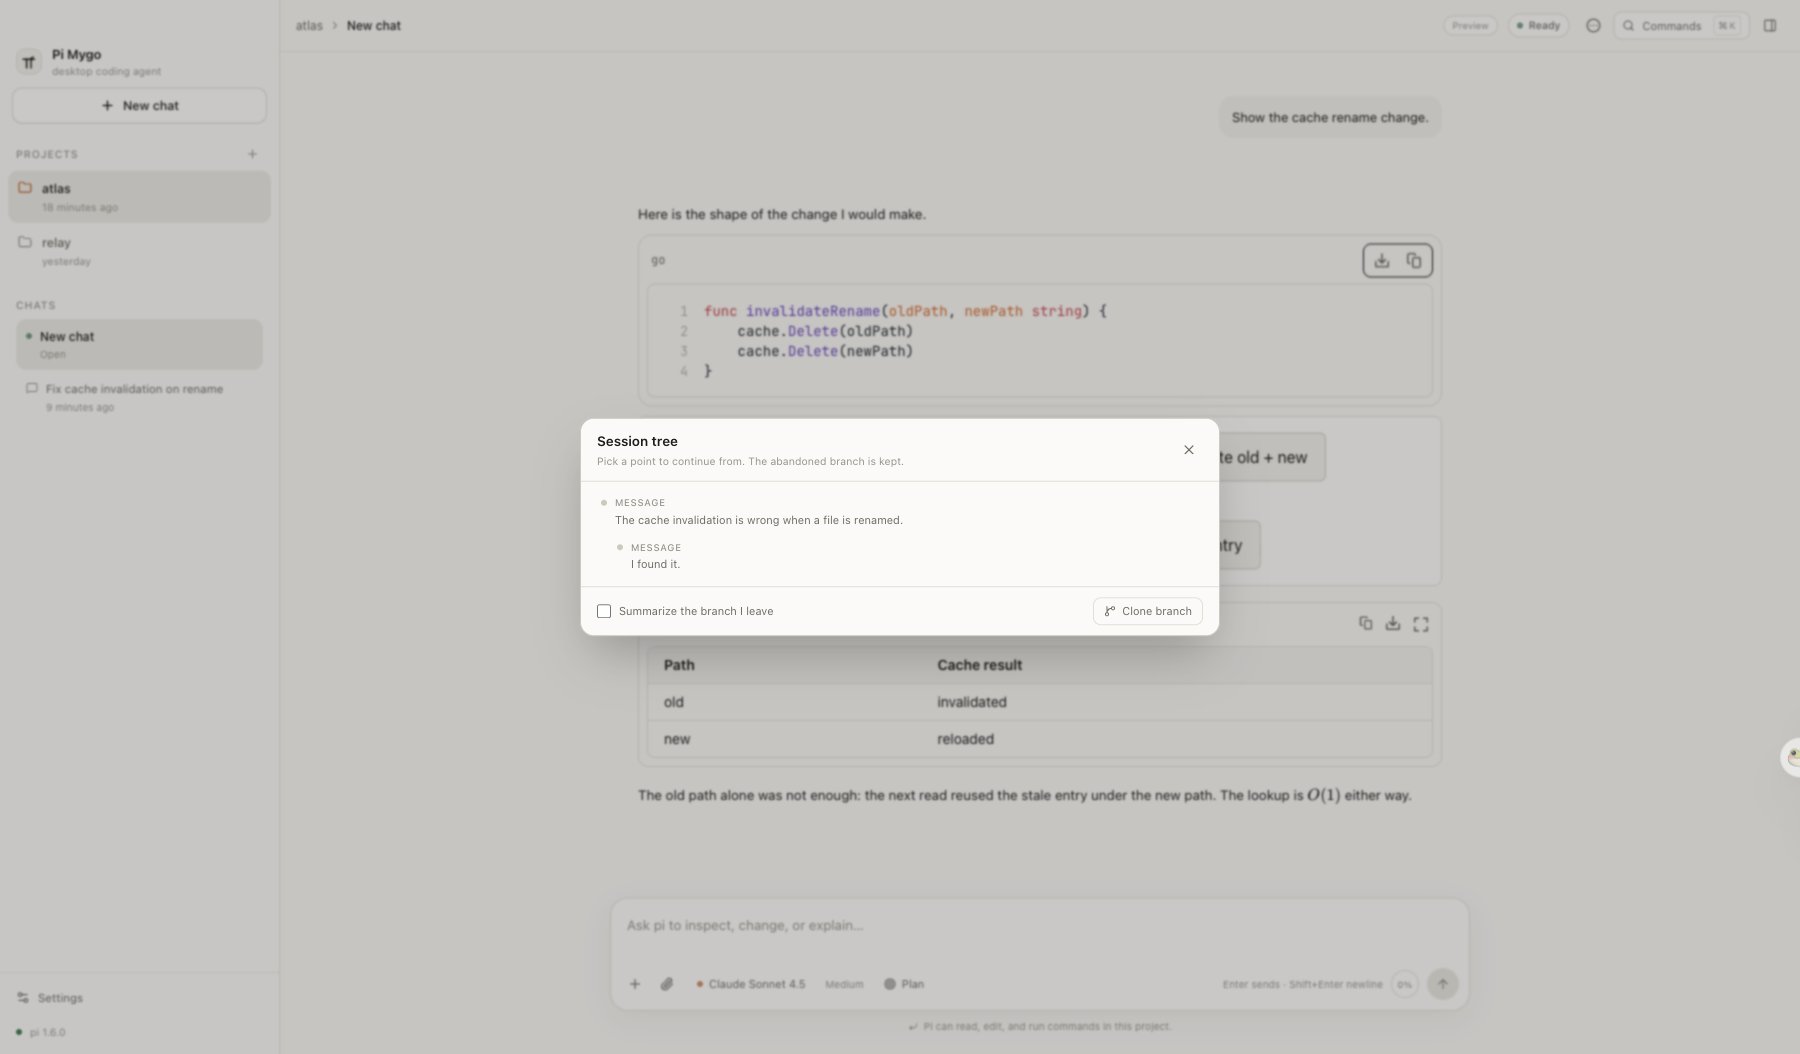 atlas › New chat
Preview
Ready
Commands ⌘K
Pi Mygo
desktop coding agent
+ New chat
PROJECTS +
atlas
18 minutes ago
relay
yesterday
CHATS
New chat
Open
Fix cache invalidation on rename
9 minutes ago
Settings
pi 1.6.0
Show the cache rename change.
Here is the shape of the change I would make.
go
1 func invalidateRename(oldPath, newPath string) {
2     cache.Delete(oldPath)
3     cache.Delete(newPath)
4 }
old + new
Session tree
Pick a point to continue from. The abandoned branch is kept.
MESSAGE
The cache invalidation is wrong when a file is renamed.
MESSAGE
I found it.
Summarize the branch I leave
Clone branch
Path Cache result
old invalidated
new reloaded
The old path alone was not enough: the next read reused the stale entry under the new path. The lookup is O(1) either way.
Ask pi to inspect, change, or explain...
Claude Sonnet 4.5 Medium Plan
Enter sends · Shift+Enter newline 0%
Pi can read, edit, and run commands in this project.